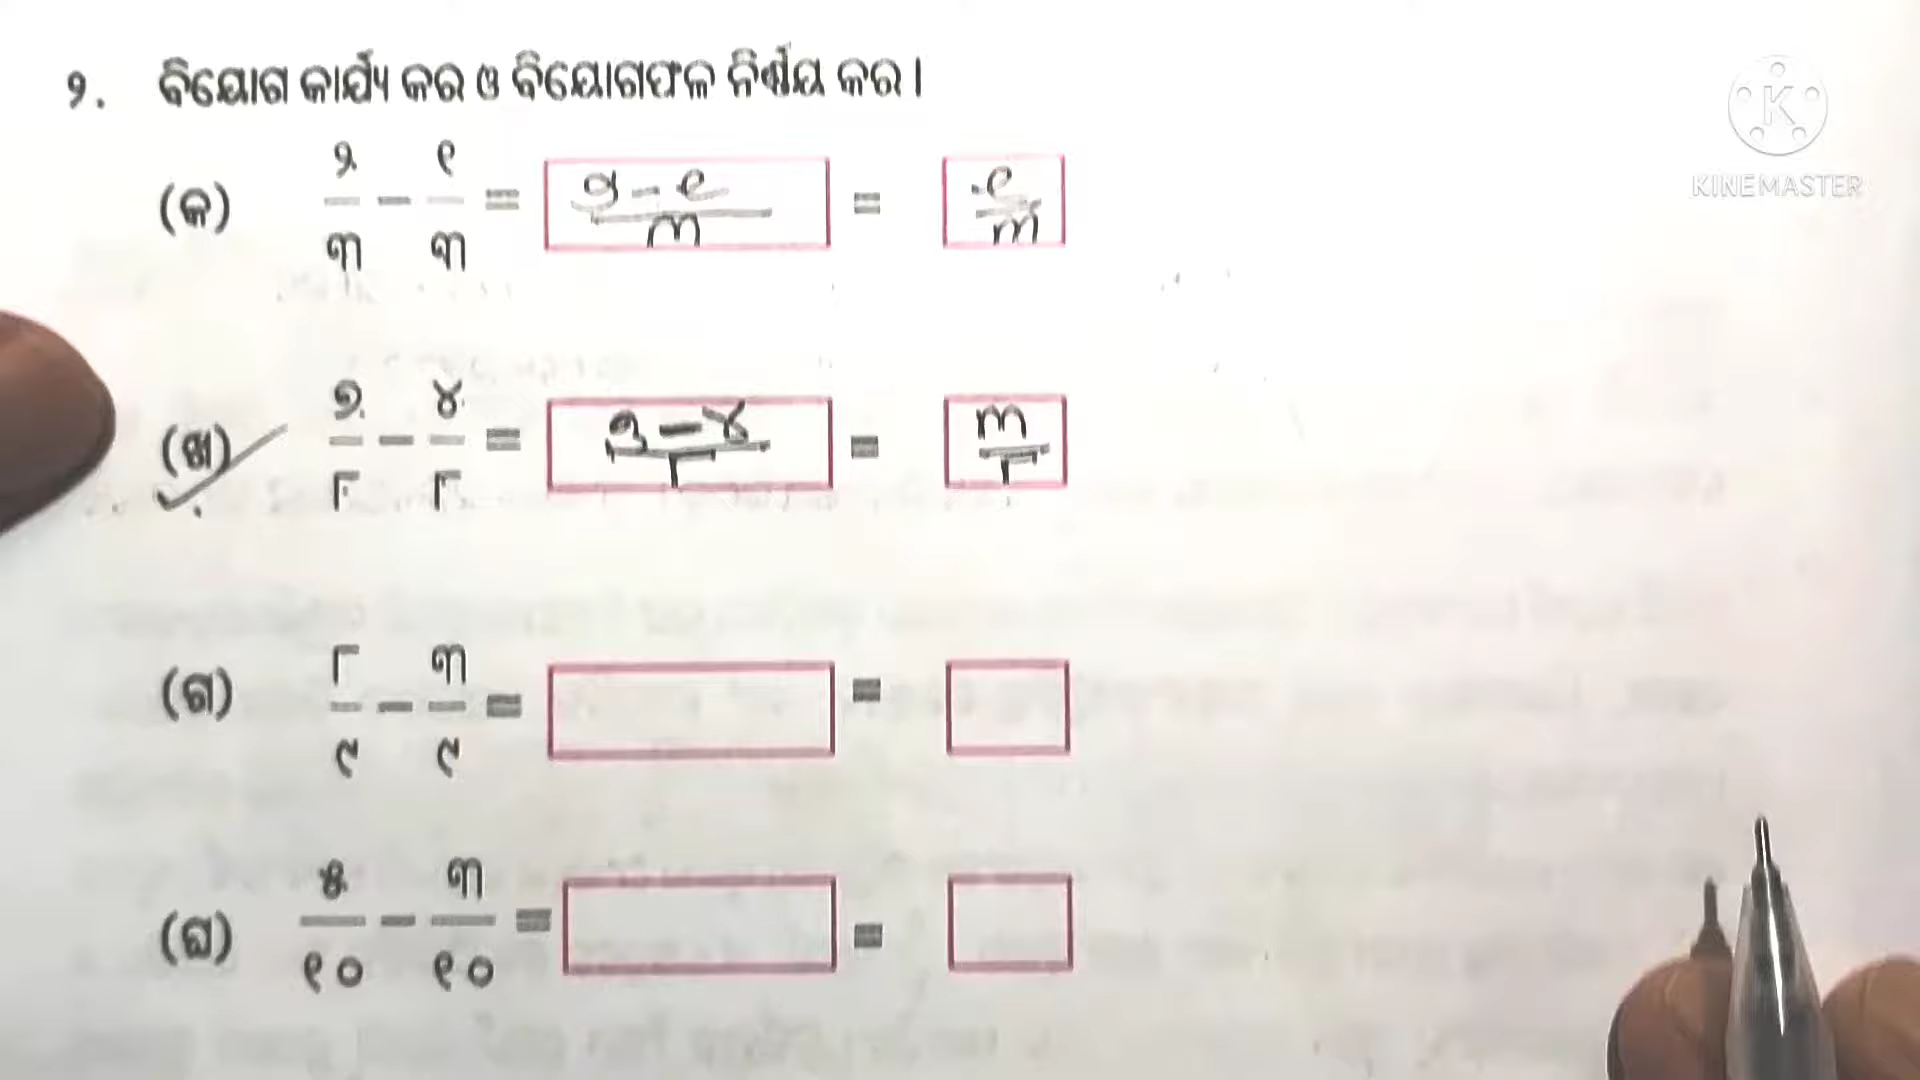 ୨. ବିୟୋଗ କାର୍ଯ୍ୟ କର ଓ ବିୟୋଗଫଳ ନିର୍ଣ୍ଣୟ କର ।
(କ) ୨/୩ − ୧/୩ = (୨ − ୧)/୩ = ୧/୩
(ଖ) ୭/୮ − ୪/୮ = (୭ − ୪)/୮ = ୩/୮
(ଗ) ୮/୯ − ୩/୯ = =
(ଘ) ୫/୧୦ − ୩/୧୦ = =
KINEMASTER